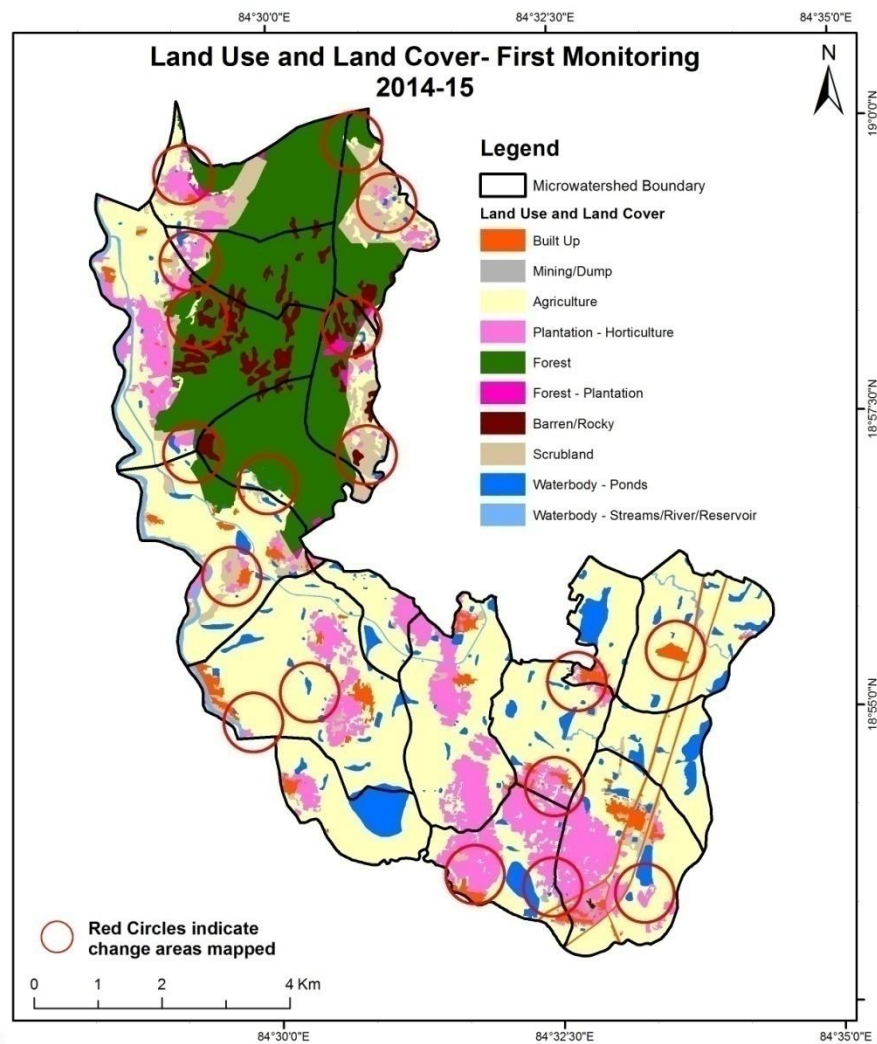 84°30'0"E
84°32'30"E
84°35'0"E
Land Use and Land Cover- First Monitoring
2014-15
N
19°0'0"N
Legend
Microwatershed Boundary
Land Use and Land Cover
Built Up
Mining/Dump
Agriculture
Plantation - Horticulture
Forest
Forest - Plantation
Barren/Rocky
Scrubland
Waterbody - Ponds
Waterbody - Streams/River/Reservoir
18°57'30"N
18°55'0"N
Red Circles indicate
change areas mapped
0 1 2 4 Km
84°30'0"E
84°32'30"E
84°35'0"E